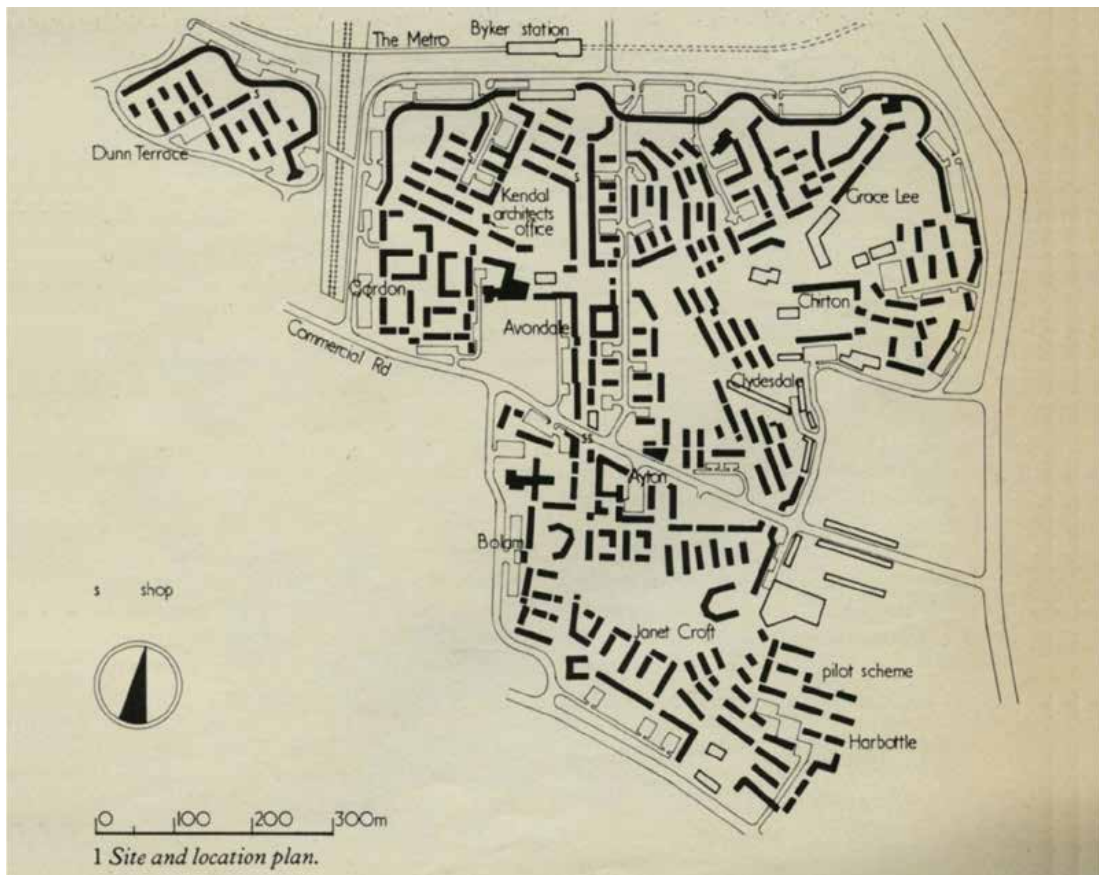 Byker station
The Metro
s
Dunn Terrace
Kendal
architects
office
s
Grace Lee
Gordon
Avondale
Chirton
Commercial Rd
Clydesdale
ss
Ayton
Bolam
s shop
Janet Croft
pilot scheme
Harbottle
0 100 200 300m
1 Site and location plan.